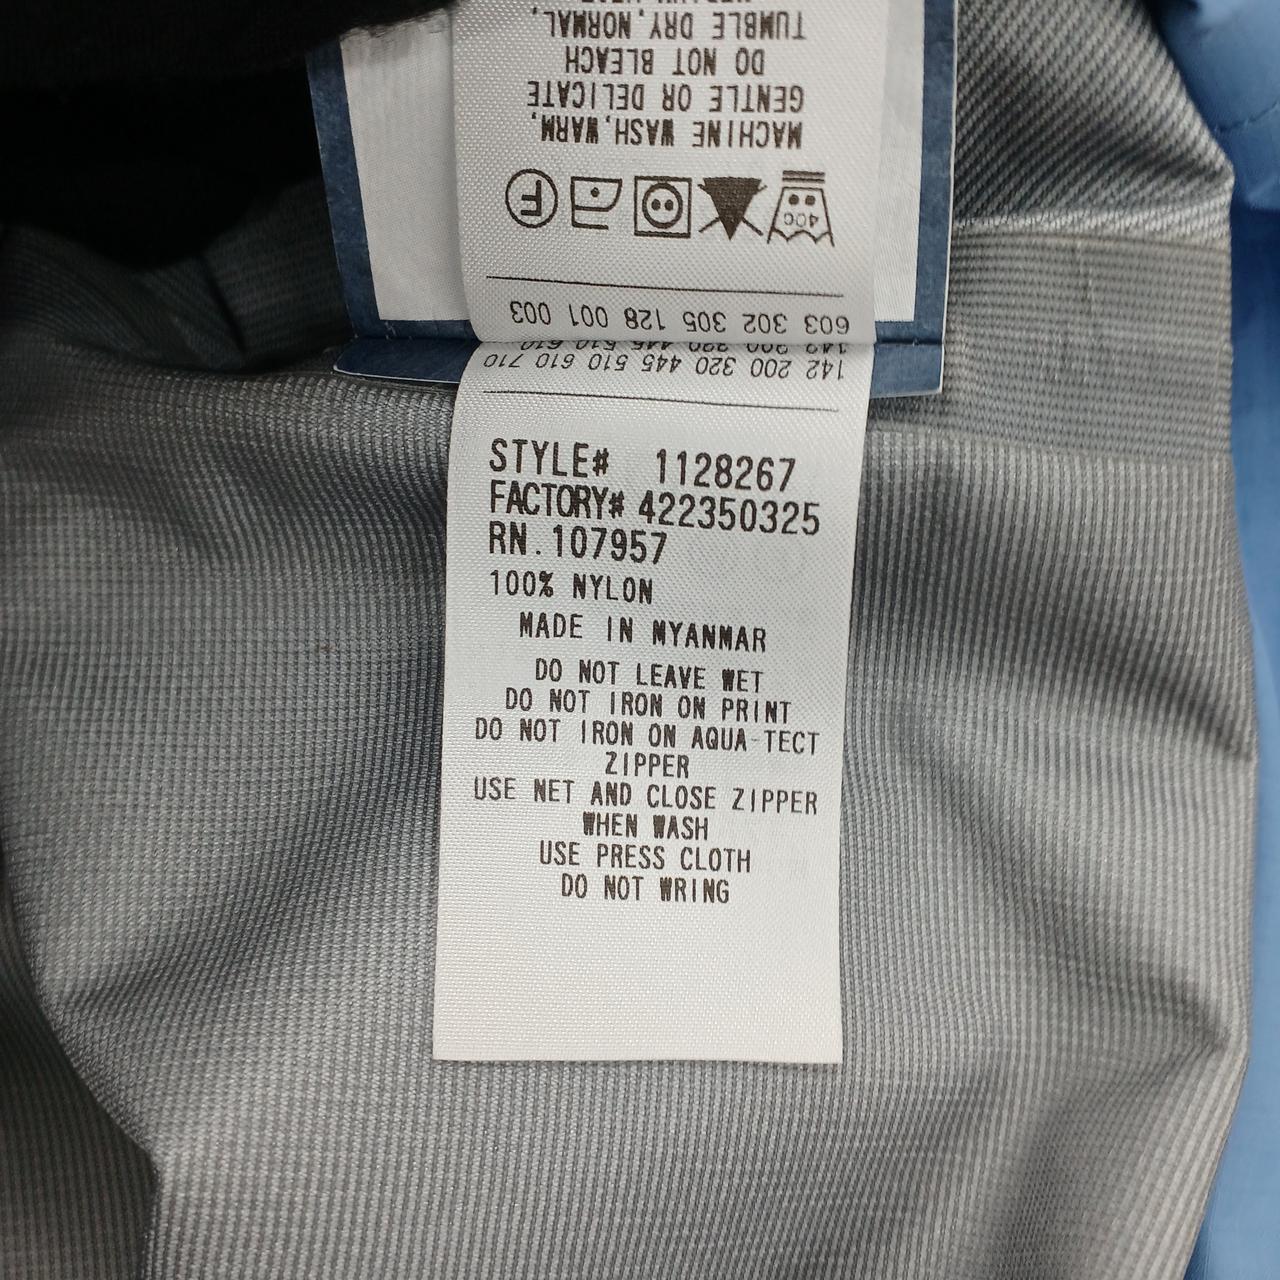 TUMBLE DRY, NORMAL,
DO NOT BLEACH
GENTLE OR DELICATE
MACHINE WASH, WARM,
40C
F
603 302 305 128 001 003
142 200 320 445 510 610 710
STYLE# 1128267
FACTORY# 422350325
RN. 107957
100% NYLON
MADE IN MYANMAR
DO NOT LEAVE WET
DO NOT IRON ON PRINT
DO NOT IRON ON AQUA-TECT
ZIPPER
USE NET AND CLOSE ZIPPER
WHEN WASH
USE PRESS CLOTH
DO NOT WRING